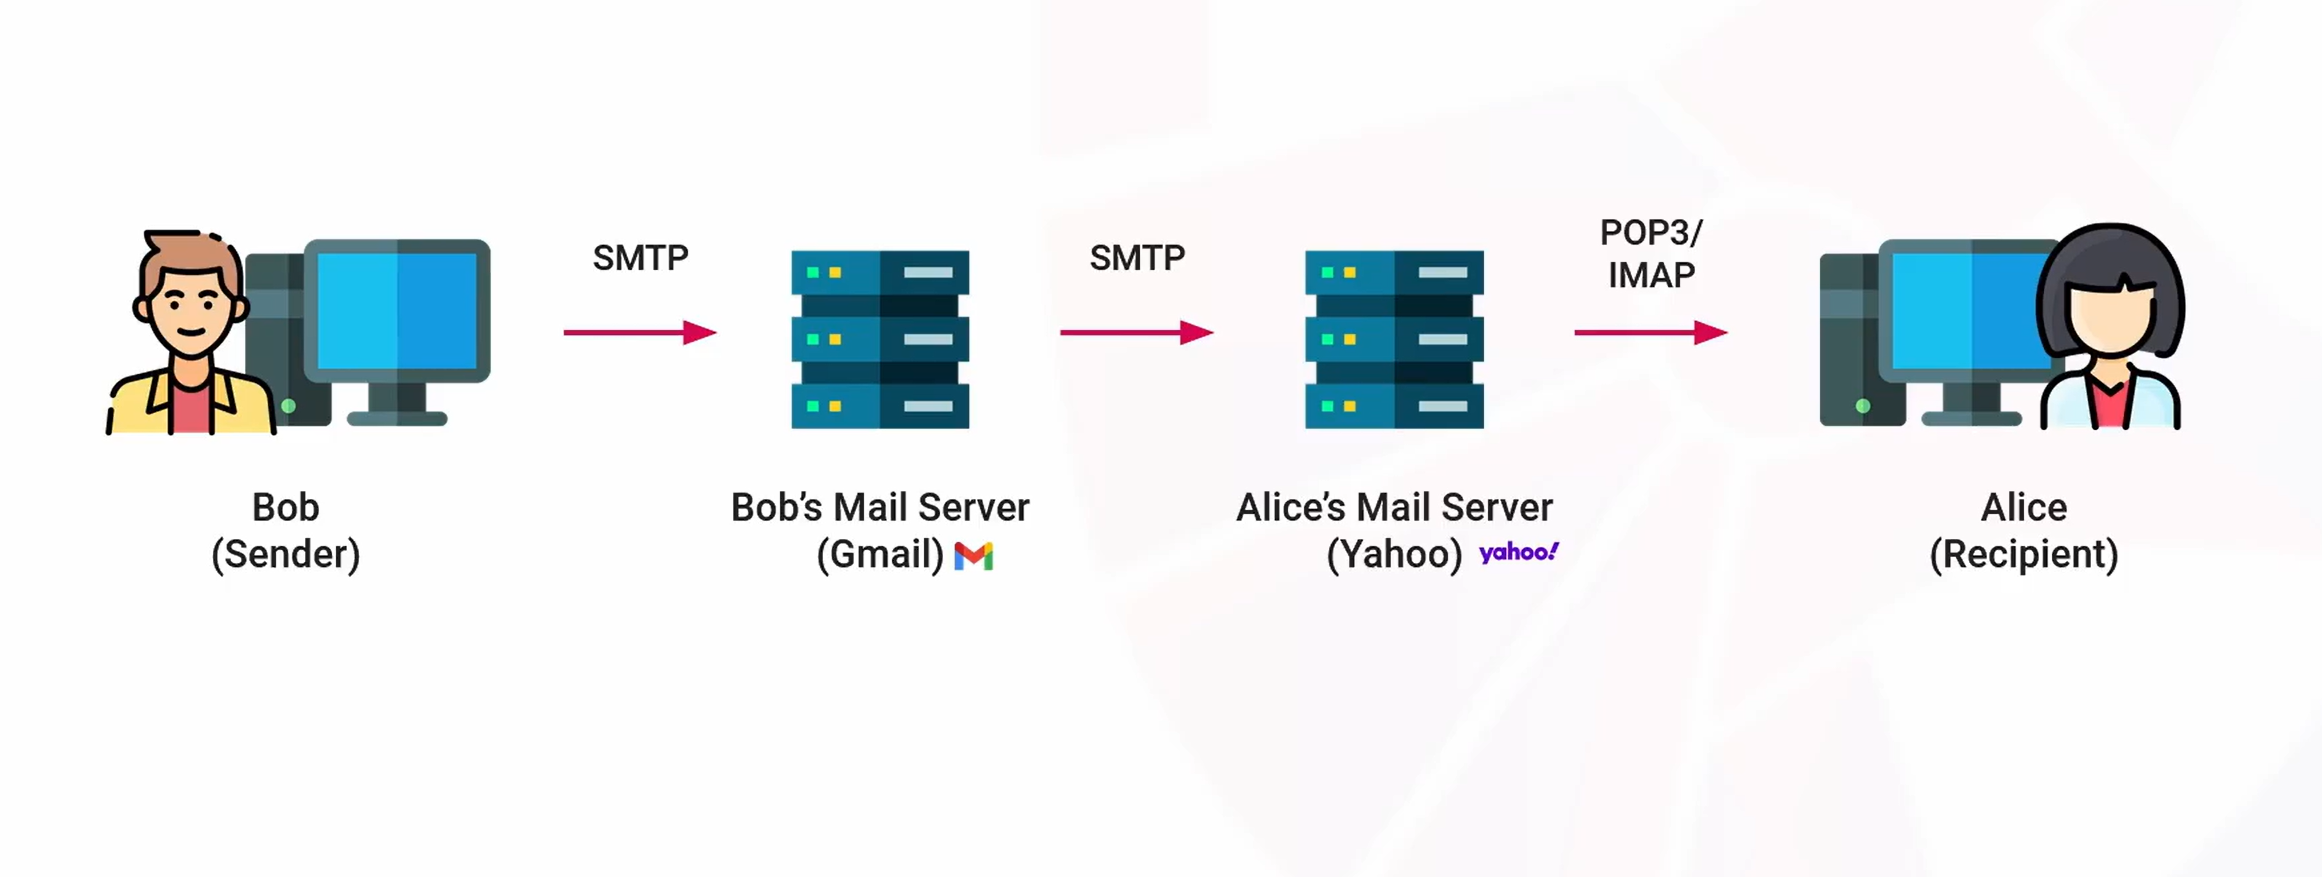 SMTP
SMTP
POP3/
IMAP
Bob
(Sender)
Bob’s Mail Server
(Gmail)
Alice’s Mail Server
(Yahoo) yahoo!
Alice
(Recipient)